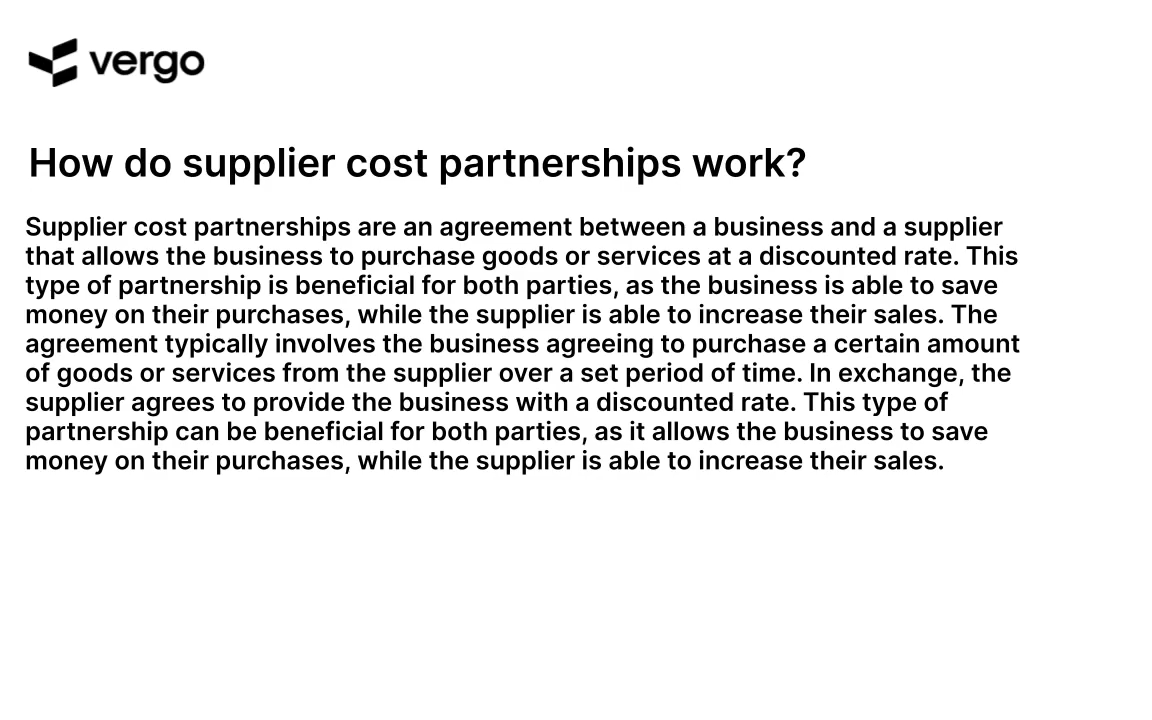 vergo
How do supplier cost partnerships work?
Supplier cost partnerships are an agreement between a business and a supplier
that allows the business to purchase goods or services at a discounted rate. This
type of partnership is beneficial for both parties, as the business is able to save
money on their purchases, while the supplier is able to increase their sales. The
agreement typically involves the business agreeing to purchase a certain amount
of goods or services from the supplier over a set period of time. In exchange, the
supplier agrees to provide the business with a discounted rate. This type of
partnership can be beneficial for both parties, as it allows the business to save
money on their purchases, while the supplier is able to increase their sales.